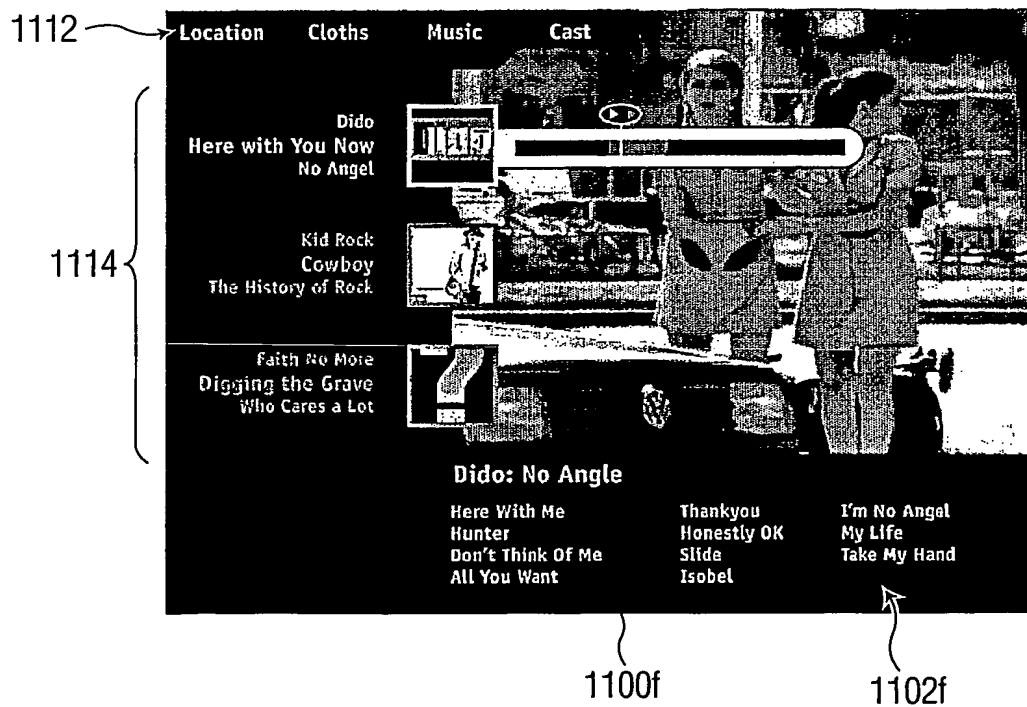 1112
Location Cloths Music Cast
1114
Dido
Here with You Now
No Angel
Kid Rock
Cowboy
The History of Rock
Faith No More
Digging the Grave
Who Cares a Lot
Dido: No Angle
Here With Me
Hunter
Don't Think Of Me
All You Want
Thankyou
Honestly OK
Slide
Isobel
I'm No Angel
My Life
Take My Hand
1100f
1102f